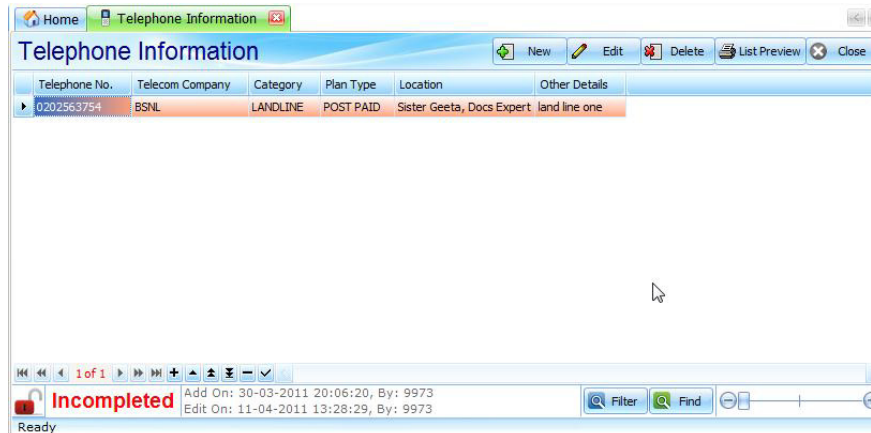 Home Telephone Information
Telephone Information New Edit Delete List Preview Close
Telephone No. Telecom Company Category Plan Type Location Other Details
0202563754 BSNL LANDLINE POST PAID Sister Geeta, Docs Expert land line one
1 of 1
Incompleted
Add On: 30-03-2011 20:06:20, By: 9973
Edit On: 11-04-2011 13:28:29, By: 9973
Filter Find
Ready